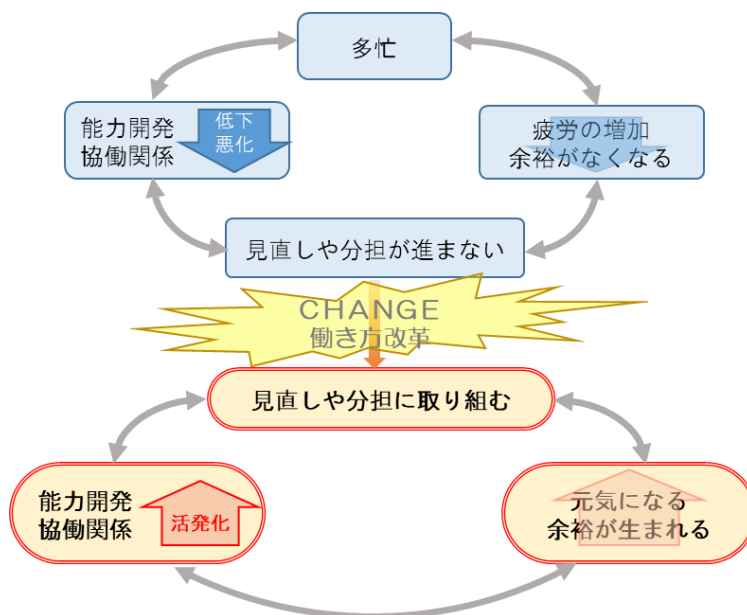 多忙
能力開発
協働関係
低下
悪化
疲労の増加
余裕がなくなる
見直しや分担が進まない
CHANGE
働き方改革
見直しや分担に取り組む
能力開発
協働関係
活発化
元気になる
余裕が生まれる